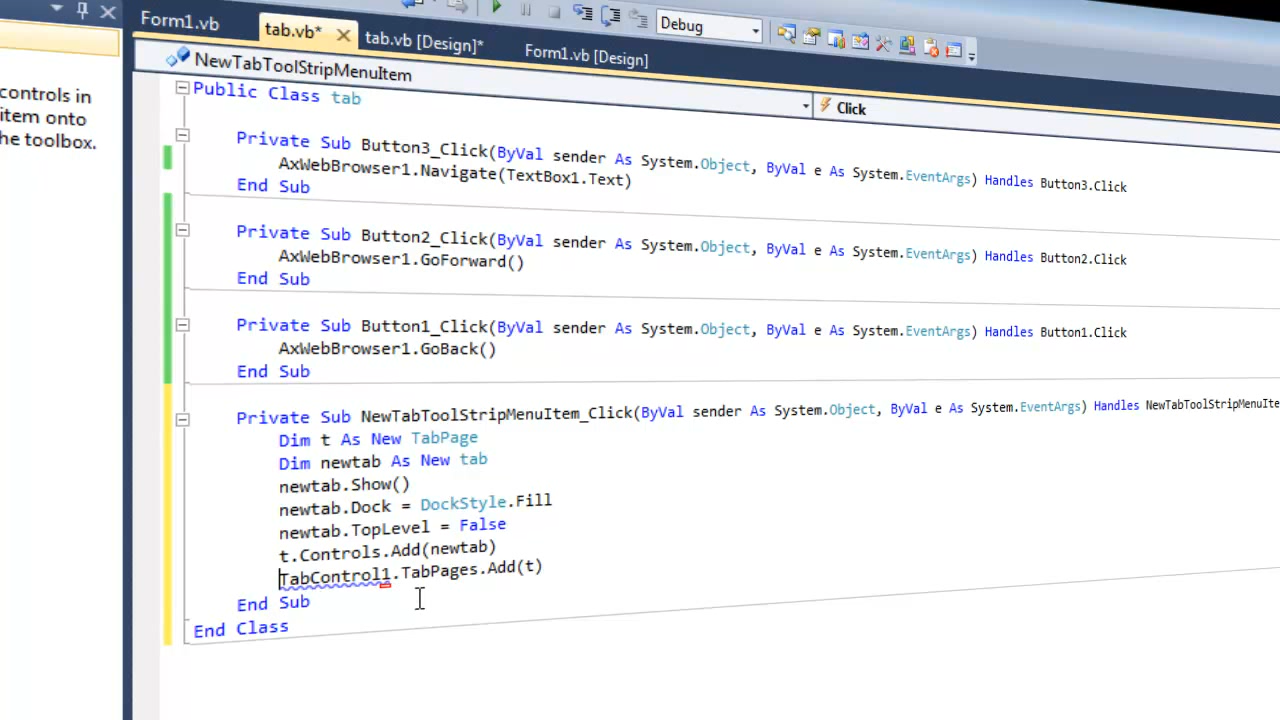 Form1.vb
tab.vb*
tab.vb [Design]*
Form1.vb [Design]
Debug
NewTabToolStripMenuItem
Click
controls in
item onto
he toolbox.
Public Class tab
Private Sub Button3_Click(ByVal sender As System.Object, ByVal e As System.EventArgs) Handles Button3.Click
AxWebBrowser1.Navigate(TextBox1.Text)
End Sub
Private Sub Button2_Click(ByVal sender As System.Object, ByVal e As System.EventArgs) Handles Button2.Click
AxWebBrowser1.GoForward()
End Sub
Private Sub Button1_Click(ByVal sender As System.Object, ByVal e As System.EventArgs) Handles Button1.Click
AxWebBrowser1.GoBack()
End Sub
Private Sub NewTabToolStripMenuItem_Click(ByVal sender As System.Object, ByVal e As System.EventArgs) Handles NewTabToolStripMenuIte
Dim t As New TabPage
Dim newtab As New tab
newtab.Show()
newtab.Dock = DockStyle.Fill
newtab.TopLevel = False
t.Controls.Add(newtab)
TabControl1.TabPages.Add(t)
End Sub
End Class